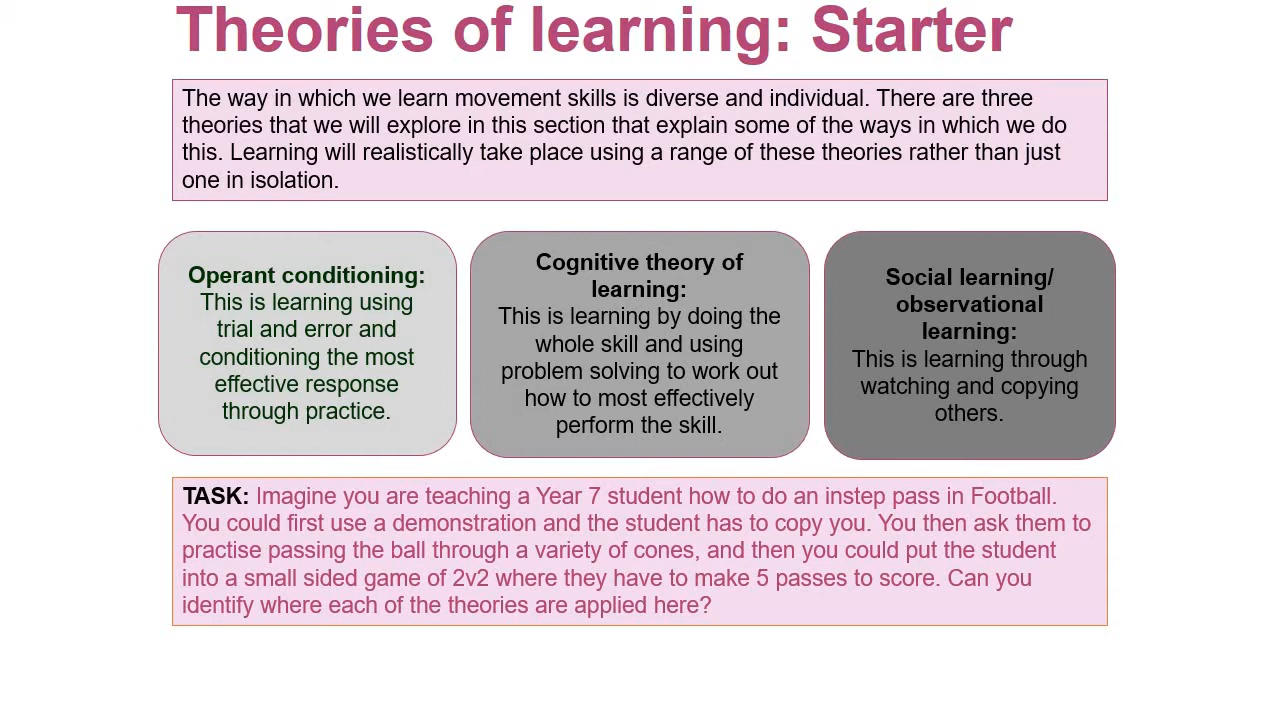 Theories of learning: Starter
The way in which we learn movement skills is diverse and individual. There are three
theories that we will explore in this section that explain some of the ways in which we do
this. Learning will realistically take place using a range of these theories rather than just
one in isolation.
Operant conditioning:
This is learning using
trial and error and
conditioning the most
effective response
through practice.
Cognitive theory of
learning:
This is learning by doing the
whole skill and using
problem solving to work out
how to most effectively
perform the skill.
Social learning/
observational
learning:
This is learning through
watching and copying
others.
TASK: Imagine you are teaching a Year 7 student how to do an instep pass in Football.
You could first use a demonstration and the student has to copy you. You then ask them to
practise passing the ball through a variety of cones, and then you could put the student
into a small sided game of 2v2 where they have to make 5 passes to score. Can you
identify where each of the theories are applied here?